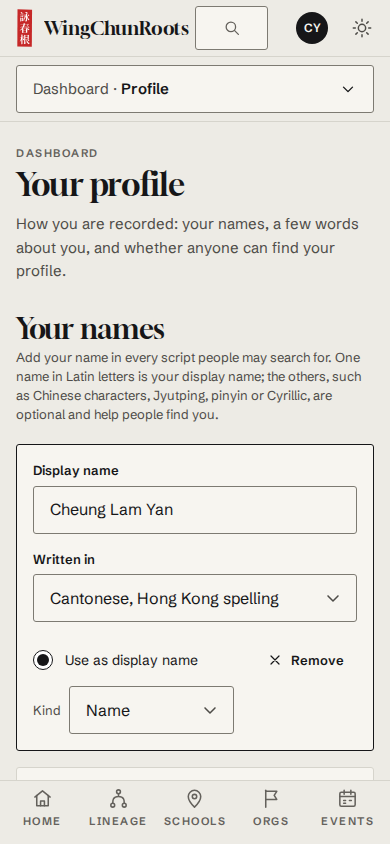 詠春根
WingChunRoots
CY
Dashboard · Profile
DASHBOARD
Your profile
How you are recorded: your names, a few words
about you, and whether anyone can find your
profile.
Your names
Add your name in every script people may search for. One
name in Latin letters is your display name; the others, such
as Chinese characters, Jyutping, pinyin or Cyrillic, are
optional and help people find you.
Display name
Cheung Lam Yan
Written in
Cantonese, Hong Kong spelling
Use as display name
Remove
Kind
Name
HOME
LINEAGE
SCHOOLS
ORGS
EVENTS